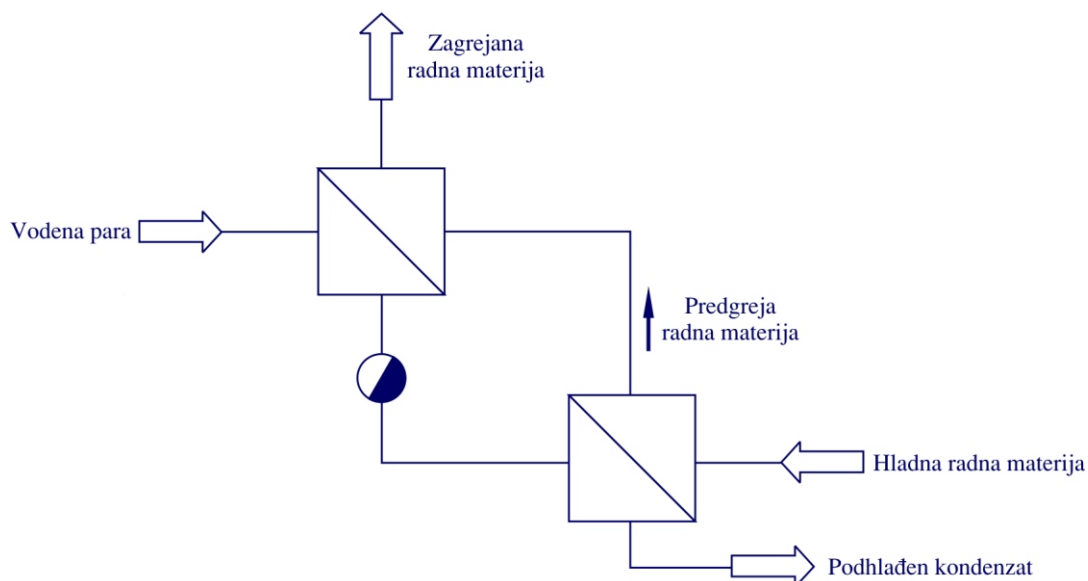 Zagrejana
radna materija
Vodena para
Predgreja
radna materija
Hladna radna materija
Podhlađen kondenzat